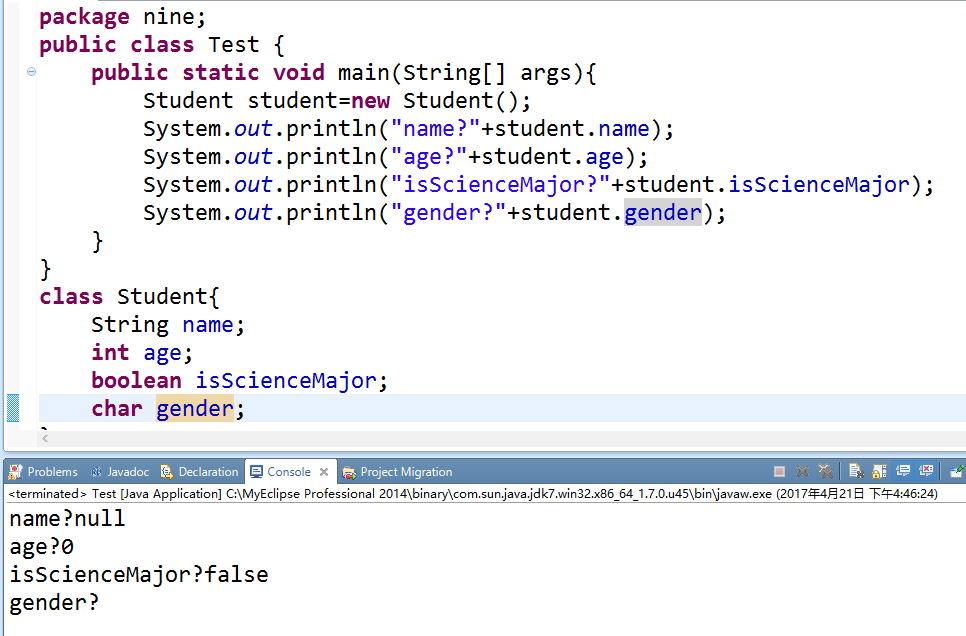 package nine;
public class Test {
public static void main(String[] args){
Student student=new Student();
System.out.println("name?"+student.name);
System.out.println("age?"+student.age);
System.out.println("isScienceMajor?"+student.isScienceMajor);
System.out.println("gender?"+student.gender);
}
}
class Student{
String name;
int age;
boolean isScienceMajor;
char gender;
Problems Javadoc Declaration Console Project Migration
<terminated> Test [Java Application] C:\MyEclipse Professional 2014\binary\com.sun.java.jdk7.win32.x86_64_1.7.0.u45\bin\javaw.exe (2017年4月21日 下午4:46:24)
name?null
age?0
isScienceMajor?false
gender?